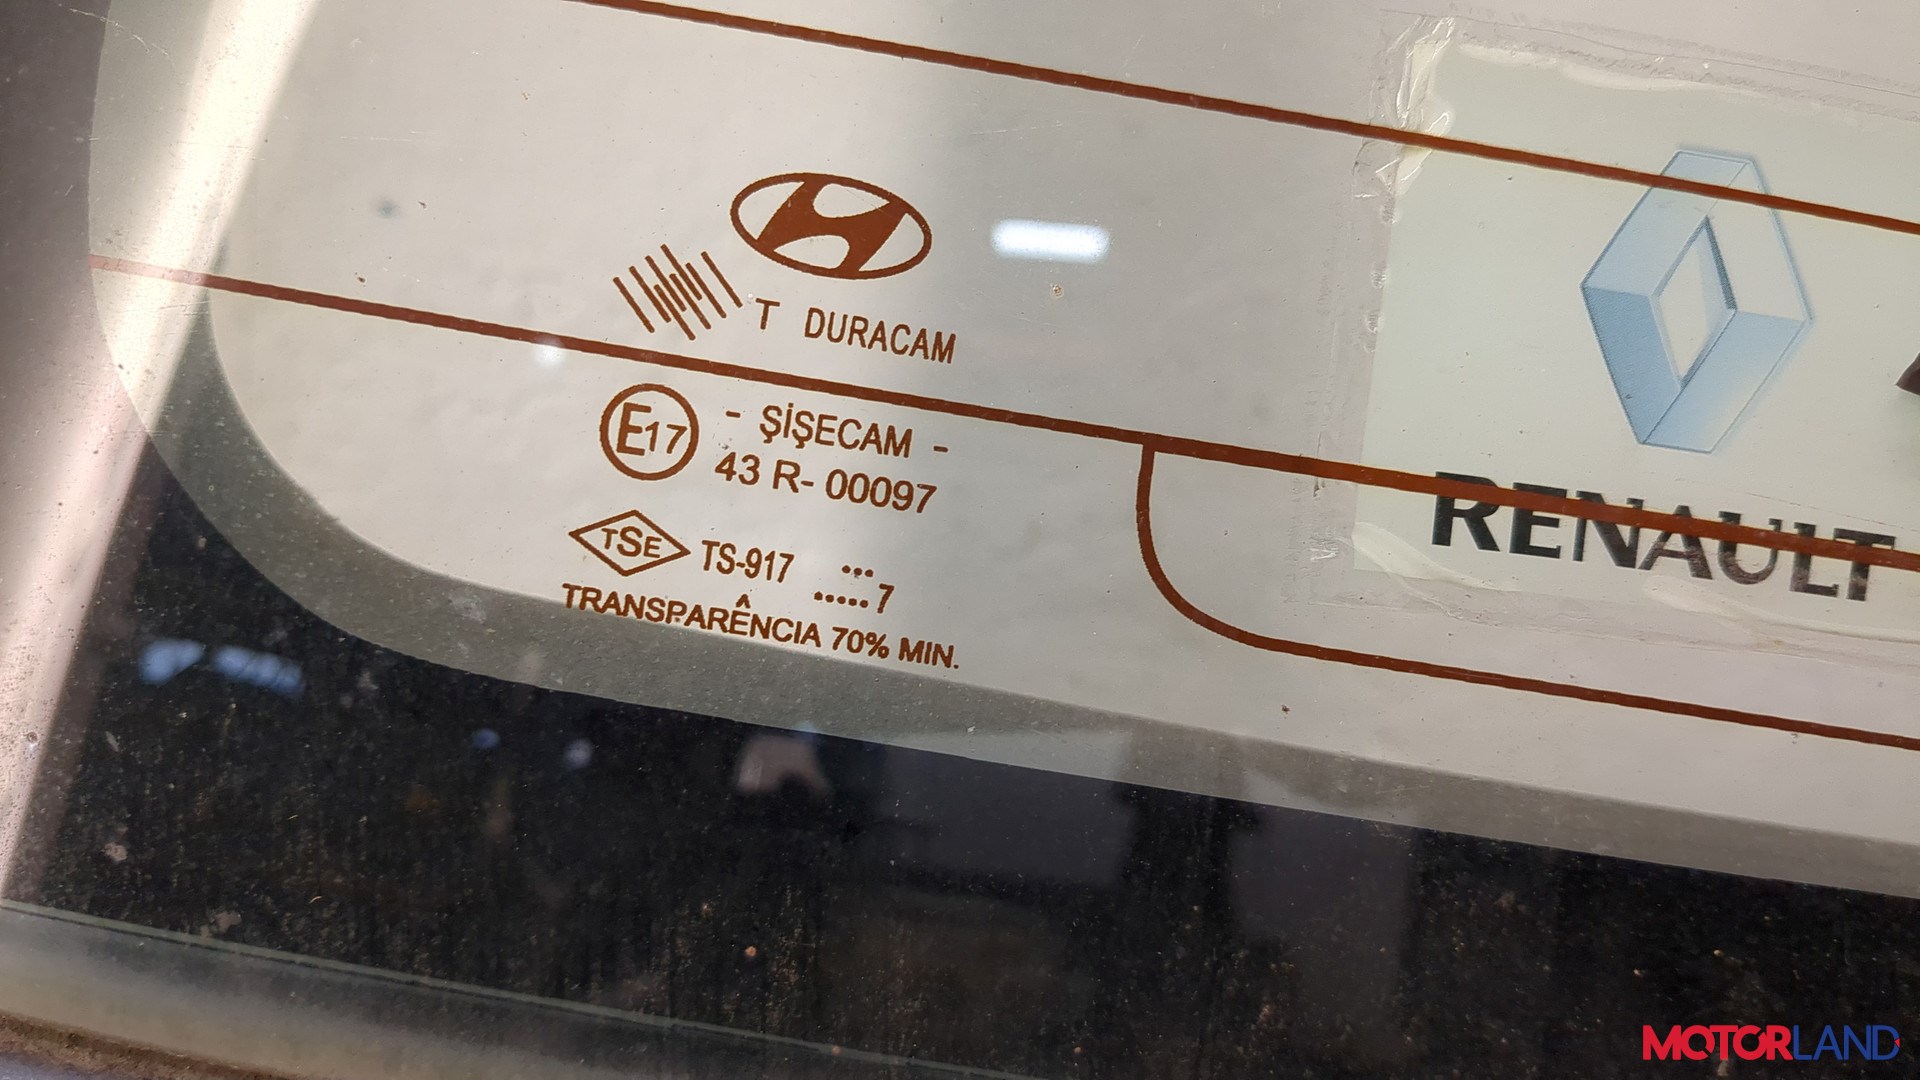 T DURACAM
E17
- ŞİŞECAM -
43 R- 00097
TSE TS-917 ...
.....7
TRANSPARÊNCIA 70% MIN.
RENAULT
MOTORLAND